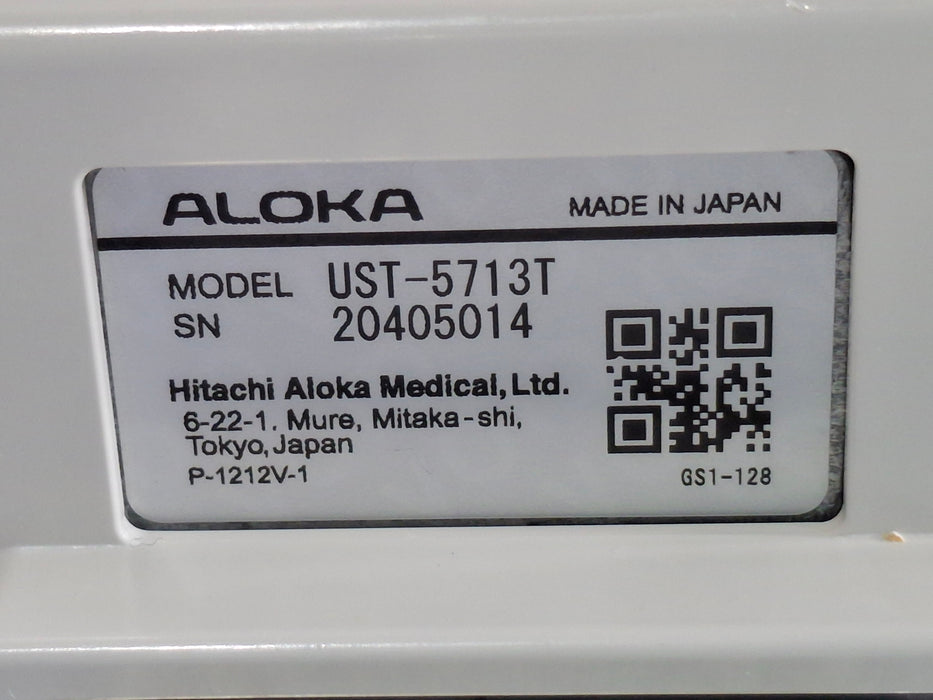 ALOKA MADE IN JAPAN
MODEL UST-5713T
SN 20405014
Hitachi Aloka Medical, Ltd.
6-22-1. Mure, Mitaka-shi,
Tokyo, Japan
P-1212V-1
GS1-128